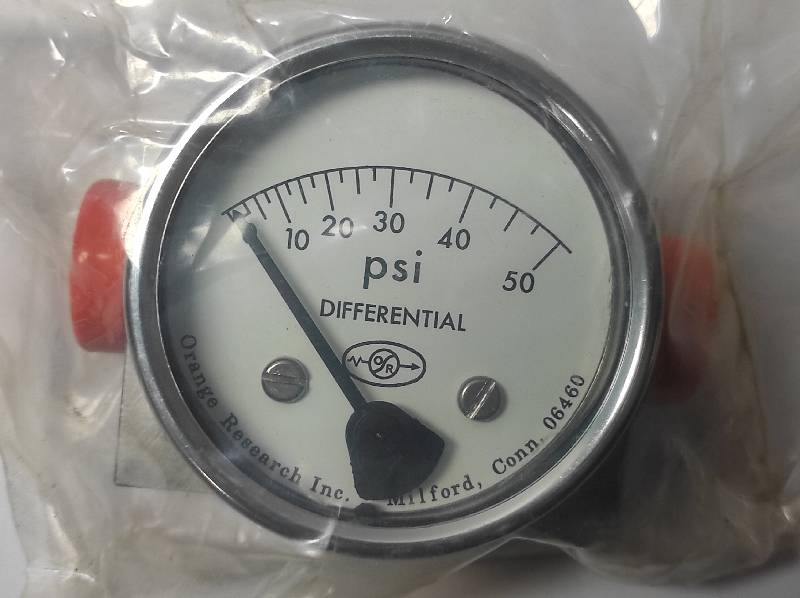 10 20 30 40 50
psi
DIFFERENTIAL
O/R
Orange Research Inc. Milford, Conn. 06460